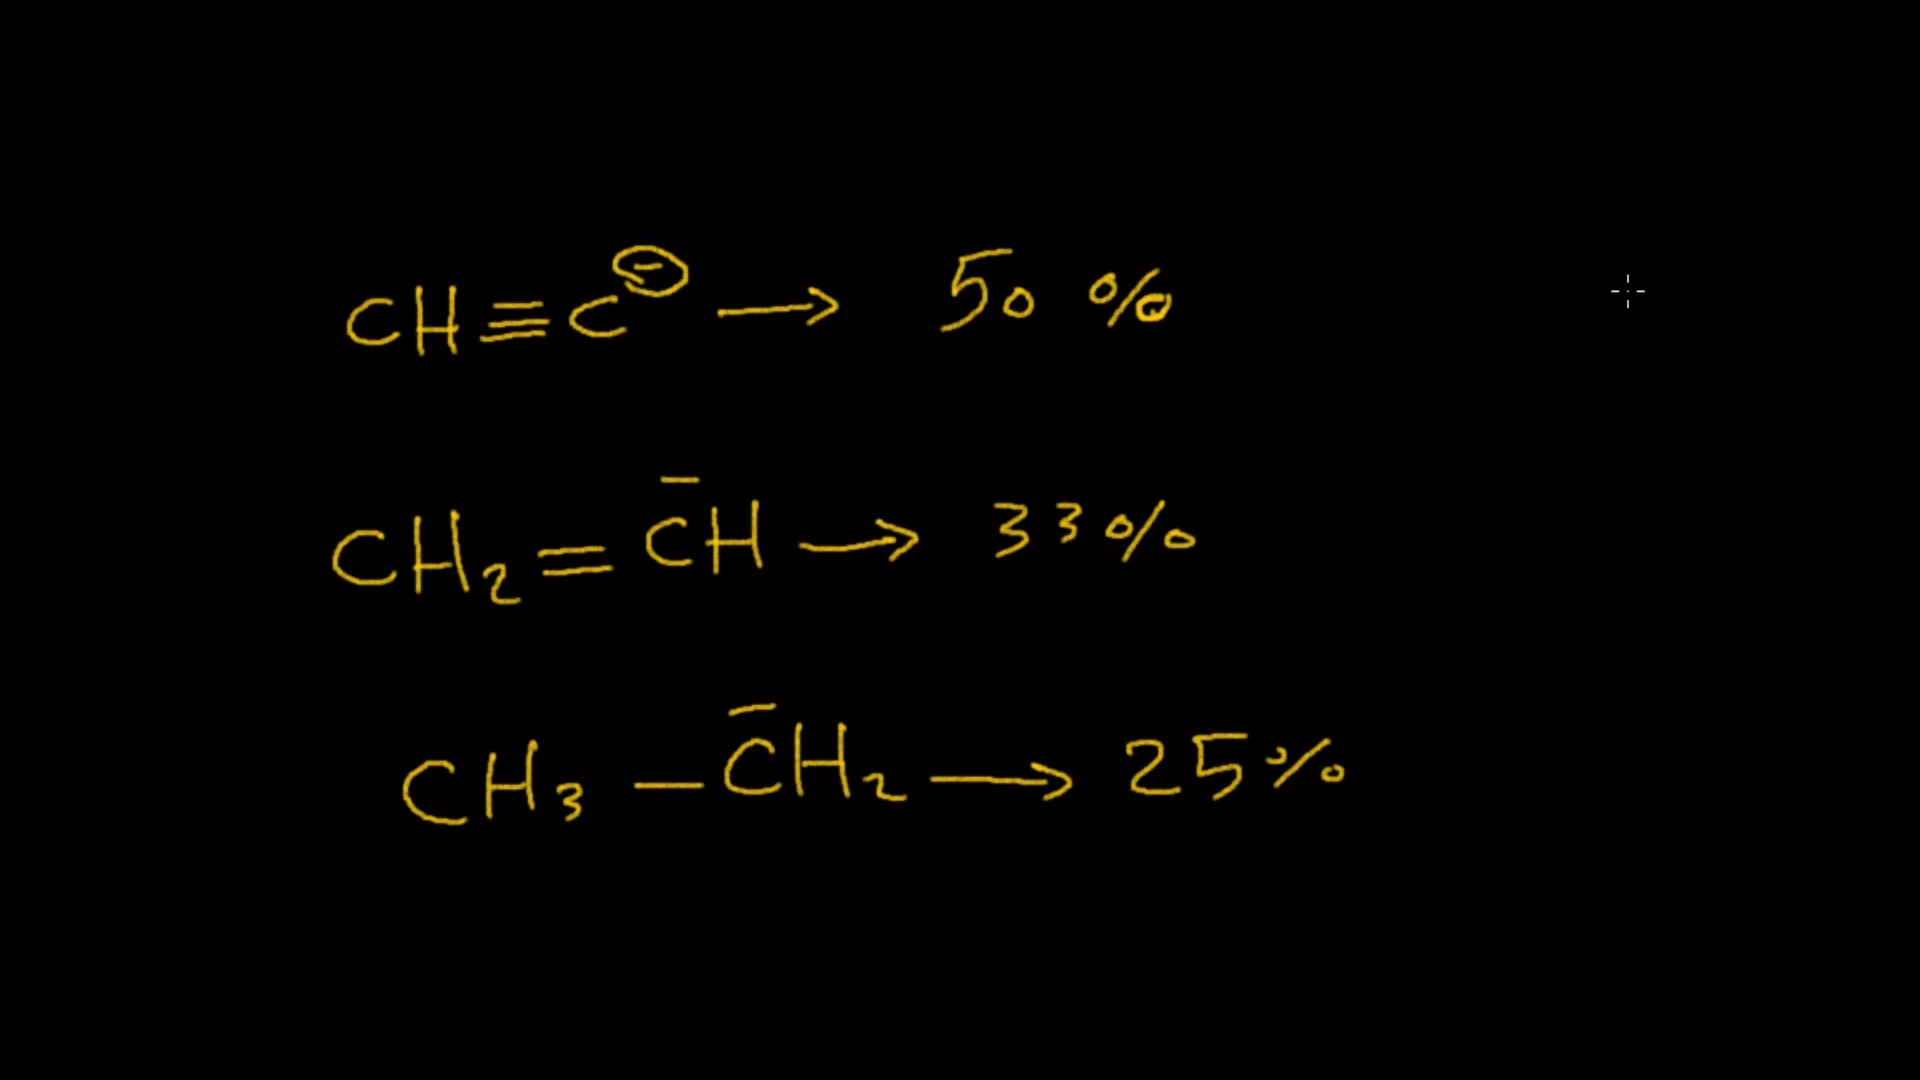 CH≡C⊖ → 50 %
CH₂=C̄H → 33%
CH₃–C̄H₂ → 25%